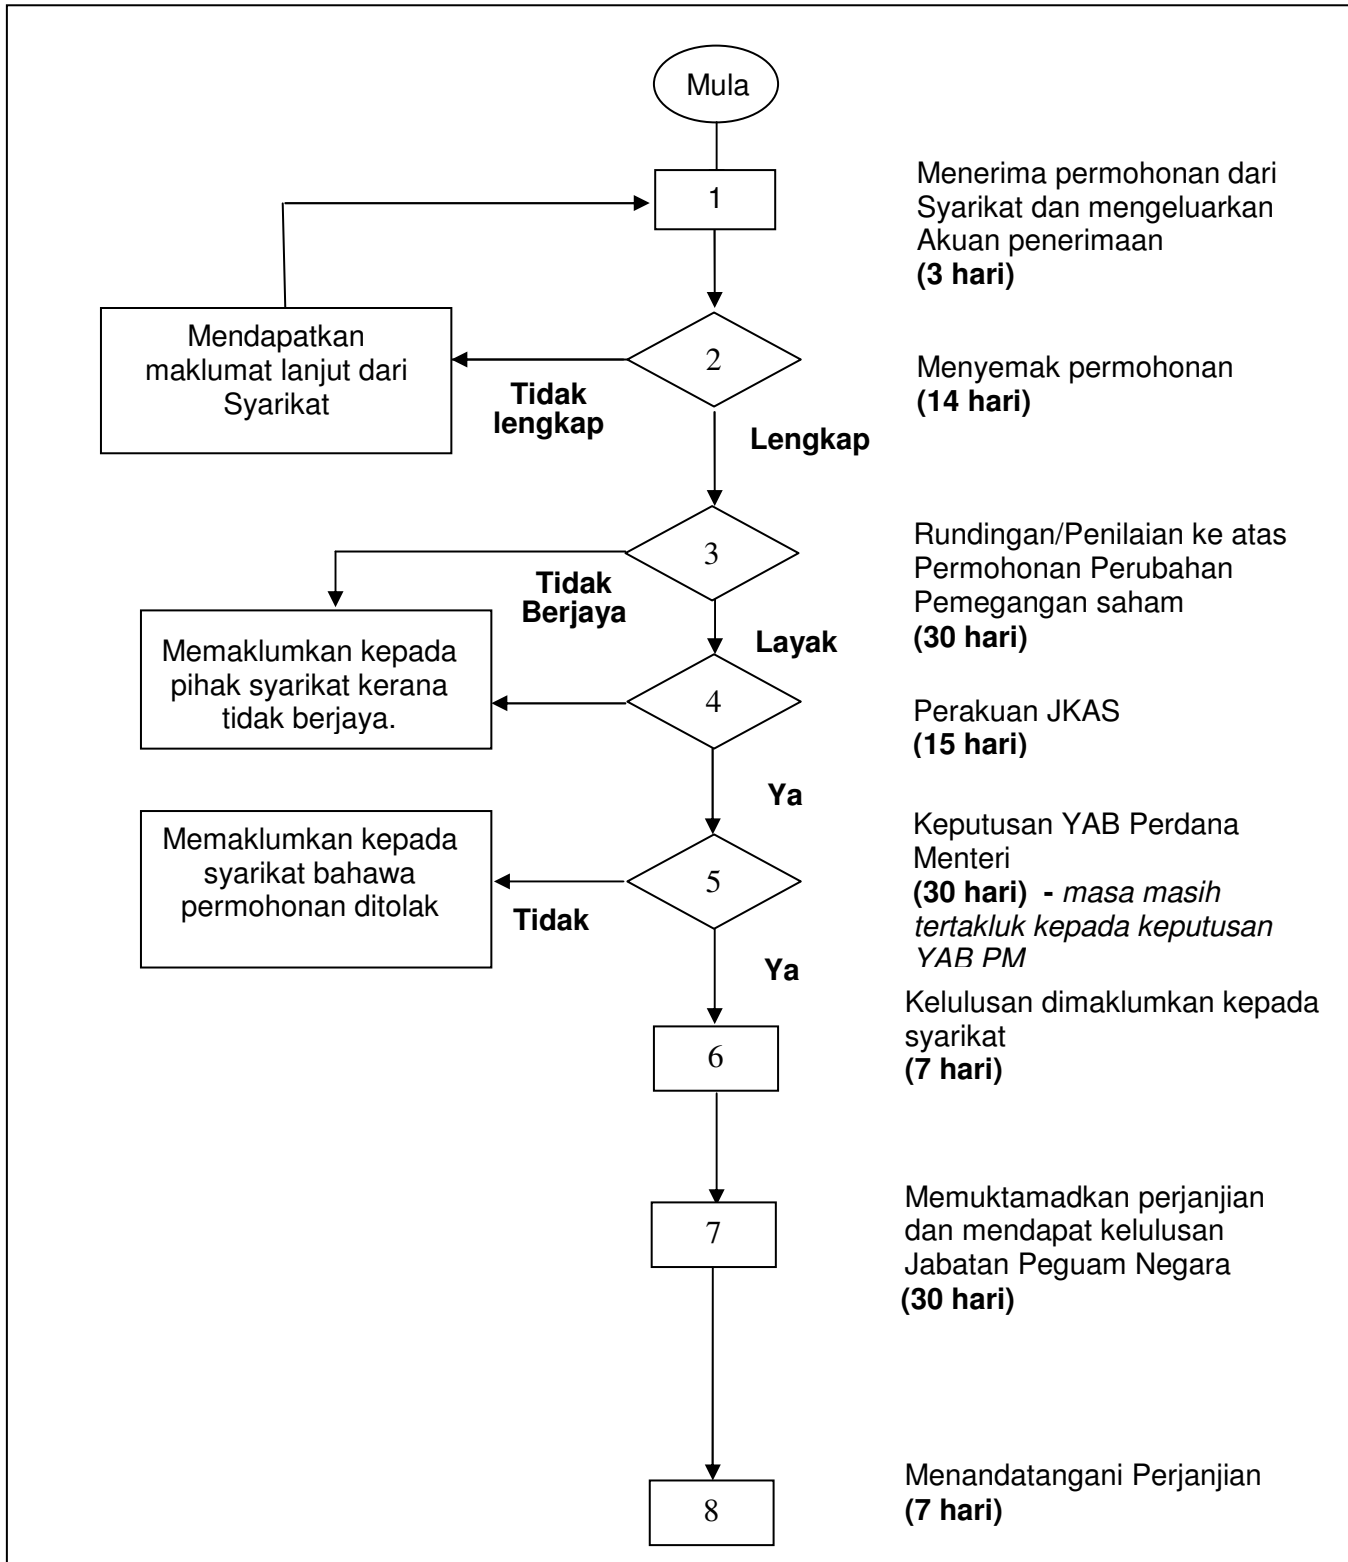 Mula
1
Menerima permohonan dari
Syarikat dan mengeluarkan
Akuan penerimaan
(3 hari)
Mendapatkan
maklumat lanjut dari
Syarikat
Tidak
lengkap
2
Menyemak permohonan
(14 hari)
Lengkap
3
Rundingan/Penilaian ke atas
Permohonan Perubahan
Pemegangan saham
(30 hari)
Tidak
Berjaya
Layak
Memaklumkan kepada
pihak syarikat kerana
tidak berjaya.
4
Perakuan JKAS
(15 hari)
Ya
Memaklumkan kepada
syarikat bahawa
permohonan ditolak
Tidak
5
Keputusan YAB Perdana
Menteri
(30 hari) - masa masih
tertakluk kepada keputusan
YAB PM
Ya
6
Kelulusan dimaklumkan kepada
syarikat
(7 hari)
7
Memuktamadkan perjanjian
dan mendapat kelulusan
Jabatan Peguam Negara
(30 hari)
8
Menandatangani Perjanjian
(7 hari)